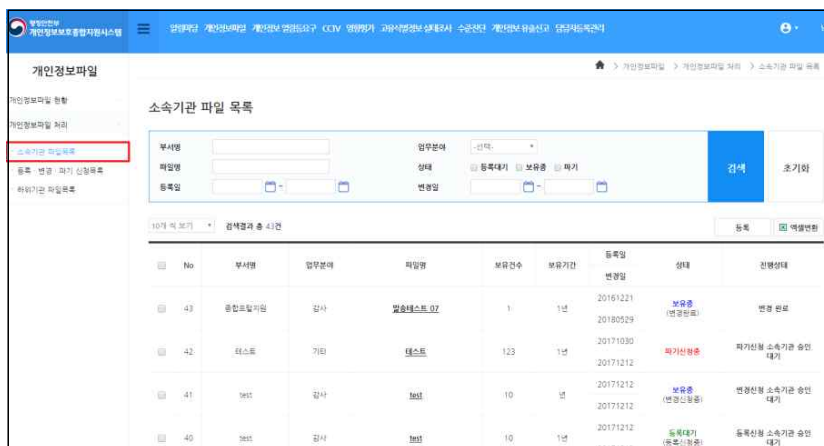 행정안전부
개인정보보호종합지원시스템
알림마당 개인정보파일 개인정보 열람등요구 CCTV 영향평가 고유식별정보 실태조사 수준진단 개인정보 유출신고 담당자등록관리
개인정보파일
> 개인정보파일 > 개인정보파일 처리 > 소속기관 파일 목록
개인정보파일 현황
개인정보파일 처리
소속기관 파일목록
등록 · 변경 · 파기 신청목록
하위기관 파일목록
소속기관 파일 목록
부서명 업무분야 -선택-
파일명 상태 등록대기 보유중 파기
등록일 ~ 변경일 ~
검색 초기화
10개 씩 보기 검색결과 총 43건 등록 엑셀변환
No 부서명 업무분야 파일명 보유건수 보유기간 등록일 상태 진행상태
변경일
43 종합포탈지원 감사 발송테스트 07 1 1년 20161221 보유중 변경 완료
20180529 (변경완료)
42 테스트 기타 테스트 123 1년 20171030 파기신청중 파기신청 소속기관 승인
20171212 대기
41 test 감사 test 10 년 20171212 보유중 변경신청 소속기관 승인
20171212 (변경신청중) 대기
40 test 감사 test 10 1년 20171212 등록대기 등록신청 소속기관 승인
(등록신청중) 대기